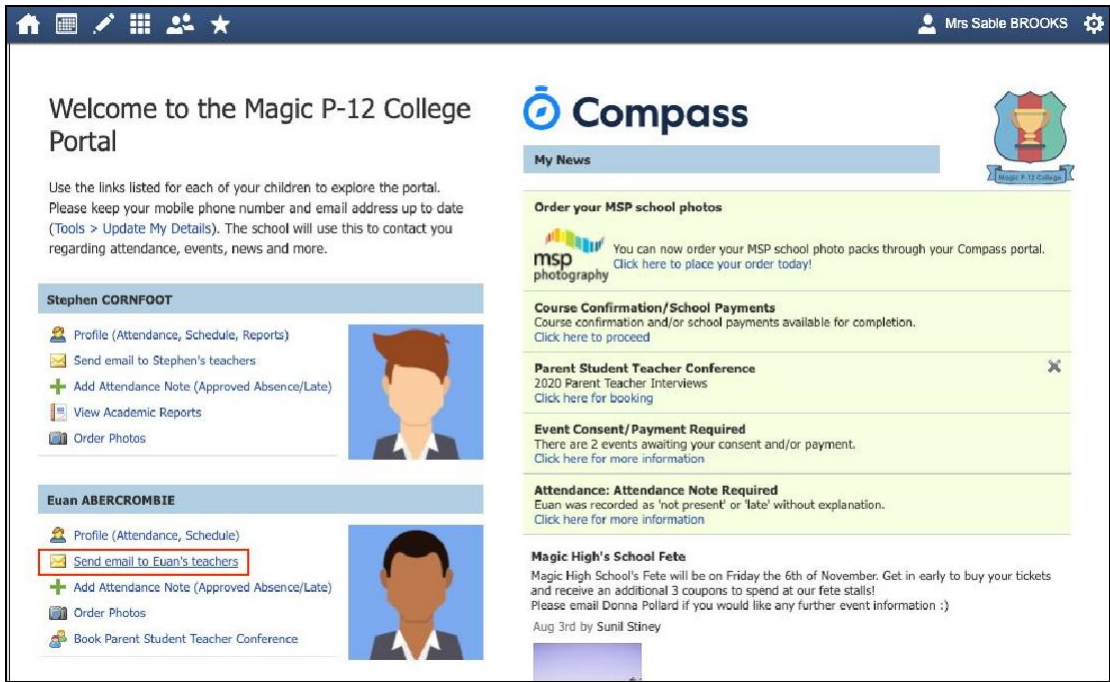 Mrs Sable BROOKS
Welcome to the Magic P-12 College
Portal
Use the links listed for each of your children to explore the portal.
Please keep your mobile phone number and email address up to date
(Tools > Update My Details). The school will use this to contact you
regarding attendance, events, news and more.
Stephen CORNFOOT
Profile (Attendance, Schedule, Reports)
Send email to Stephen's teachers
Add Attendance Note (Approved Absence/Late)
View Academic Reports
Order Photos
Euan ABERCROMBIE
Profile (Attendance, Schedule)
Send email to Euan's teachers
Add Attendance Note (Approved Absence/Late)
Order Photos
Book Parent Student Teacher Conference
Compass
Magic P-12 College
My News
Order your MSP school photos
msp
photography
You can now order your MSP school photo packs through your Compass portal.
Click here to place your order today!
Course Confirmation/School Payments
Course confirmation and/or school payments available for completion.
Click here to proceed
Parent Student Teacher Conference
2020 Parent Teacher Interviews
Click here for booking
Event Consent/Payment Required
There are 2 events awaiting your consent and/or payment.
Click here for more information
Attendance: Attendance Note Required
Euan was recorded as 'not present' or 'late' without explanation.
Click here for more information
Magic High's School Fete
Magic High School's Fete will be on Friday the 6th of November. Get in early to buy your tickets
and receive an additional 3 coupons to spend at our fete stalls!
Please email Donna Pollard if you would like any further event information :)
Aug 3rd by Sunil Stiney